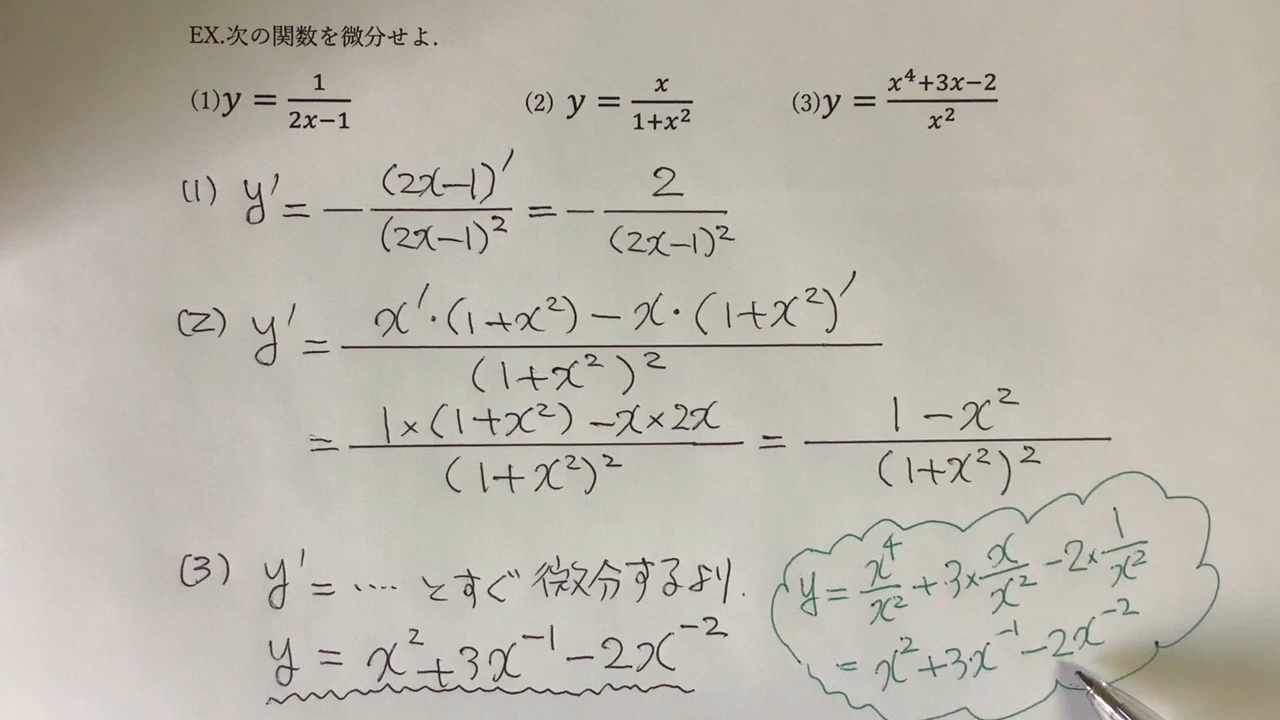 EX.次の関数を微分せよ.
(1) y = 1/(2x−1) (2) y = x/(1+x²) (3) y = (x⁴+3x−2)/x²
(1) y' = − (2x−1)'/(2x−1)² = − 2/(2x−1)²
(2) y' = (x'·(1+x²) − x·(1+x²)')/(1+x²)²
= (1×(1+x²) − x×2x)/(1+x²)² = (1−x²)/(1+x²)²
(3) y' = ‥‥ とすぐ微分するより.
y = x² + 3x⁻¹ − 2x⁻²
y = x⁴/x² + 3× x/x² − 2× 1/x²
= x² + 3x⁻¹ − 2x⁻²